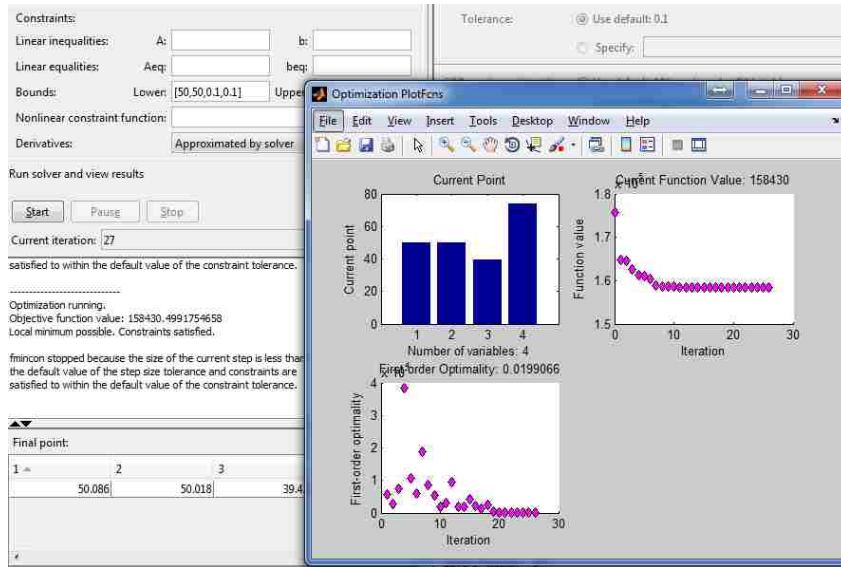 Constraints:
Linear inequalities: A: b:
Linear equalities: Aeq: beq:
Bounds: Lower: [50,50,0.1,0.1] Upper
Nonlinear constraint function:
Derivatives: Approximated by solver
Run solver and view results
Start Pause Stop
Current iteration: 27
satisfied to within the default value of the constraint tolerance.
Optimization running.
Objective function value: 158430.4991754658
Local minimum possible. Constraints satisfied.
fmincon stopped because the size of the current step is less than
the default value of the step size tolerance and constraints are
satisfied to within the default value of the constraint tolerance.
Final point:
1 2 3
50.086 50.018 39.4
Tolerance: Use default: 0.1
Specify:
Optimization PlotFcns
File Edit View Insert Tools Desktop Window Help
Current Point
80
60
40
20
0
Current point
1 2 3 4
Number of variables: 4
Current Function Value: 158430
1.8
1.7
1.6
1.5
Function value
0 10 20 30
Iteration
First-order Optimality: 0.0199066
4
3
2
1
0
First-order optimality
0 10 20 30
Iteration